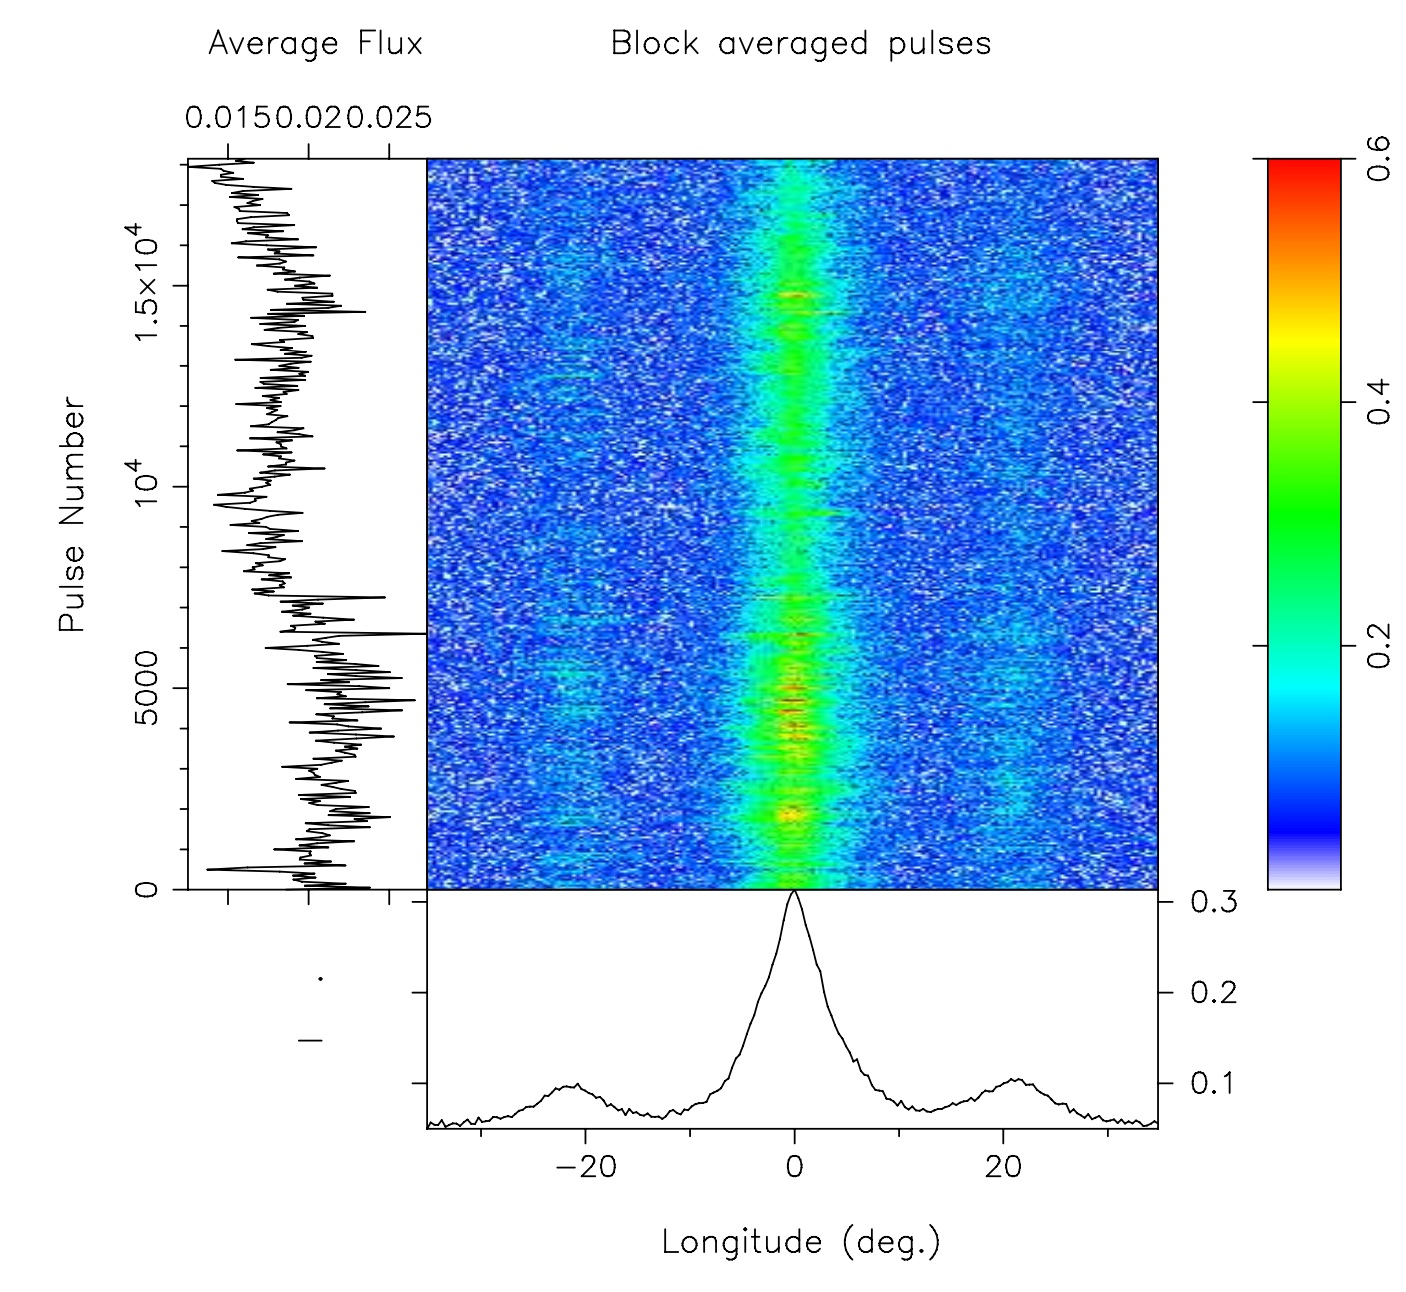 Average Flux
Block averaged pulses
0.0150.020.025
0.6
0.4
0.2
1.5×10⁴
10⁴
5000
0
Pulse Number
0.3
0.2
0.1
−20 0 20
Longitude (deg.)